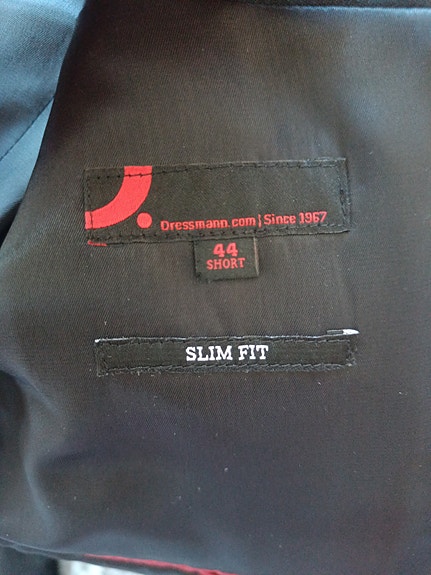 Dressmann.com | Since 1967
44
SHORT
SLIM FIT